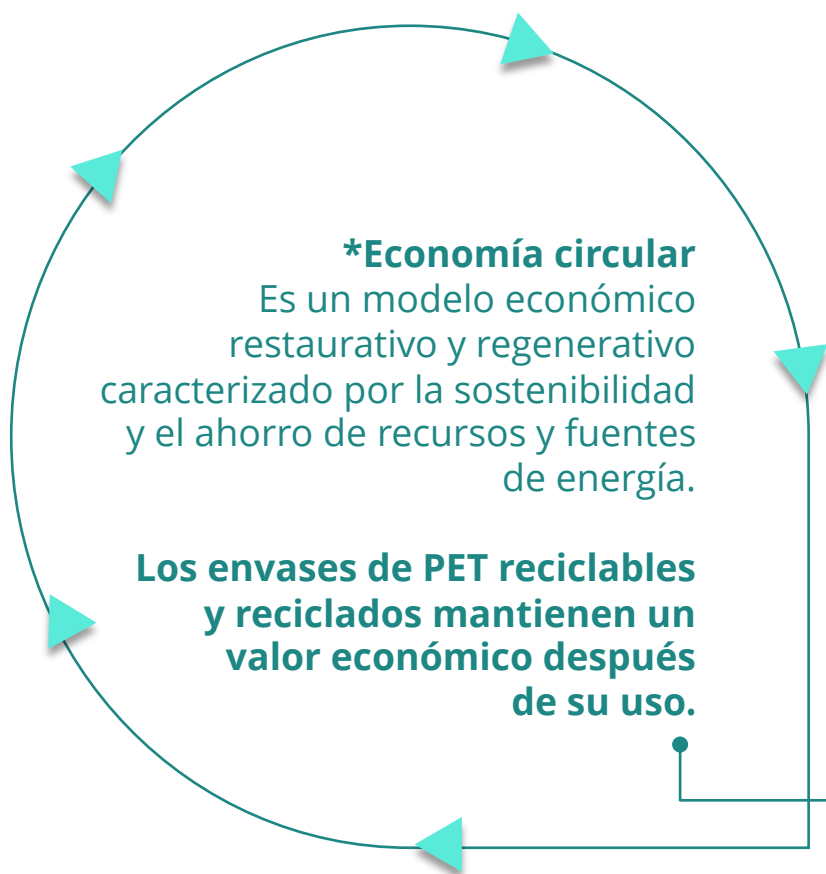 *Economía circular
Es un modelo económico
restaurativo y regenerativo
caracterizado por la sostenibilidad
y el ahorro de recursos y fuentes
de energía.
Los envases de PET reciclables
y reciclados mantienen un
valor económico después
de su uso.